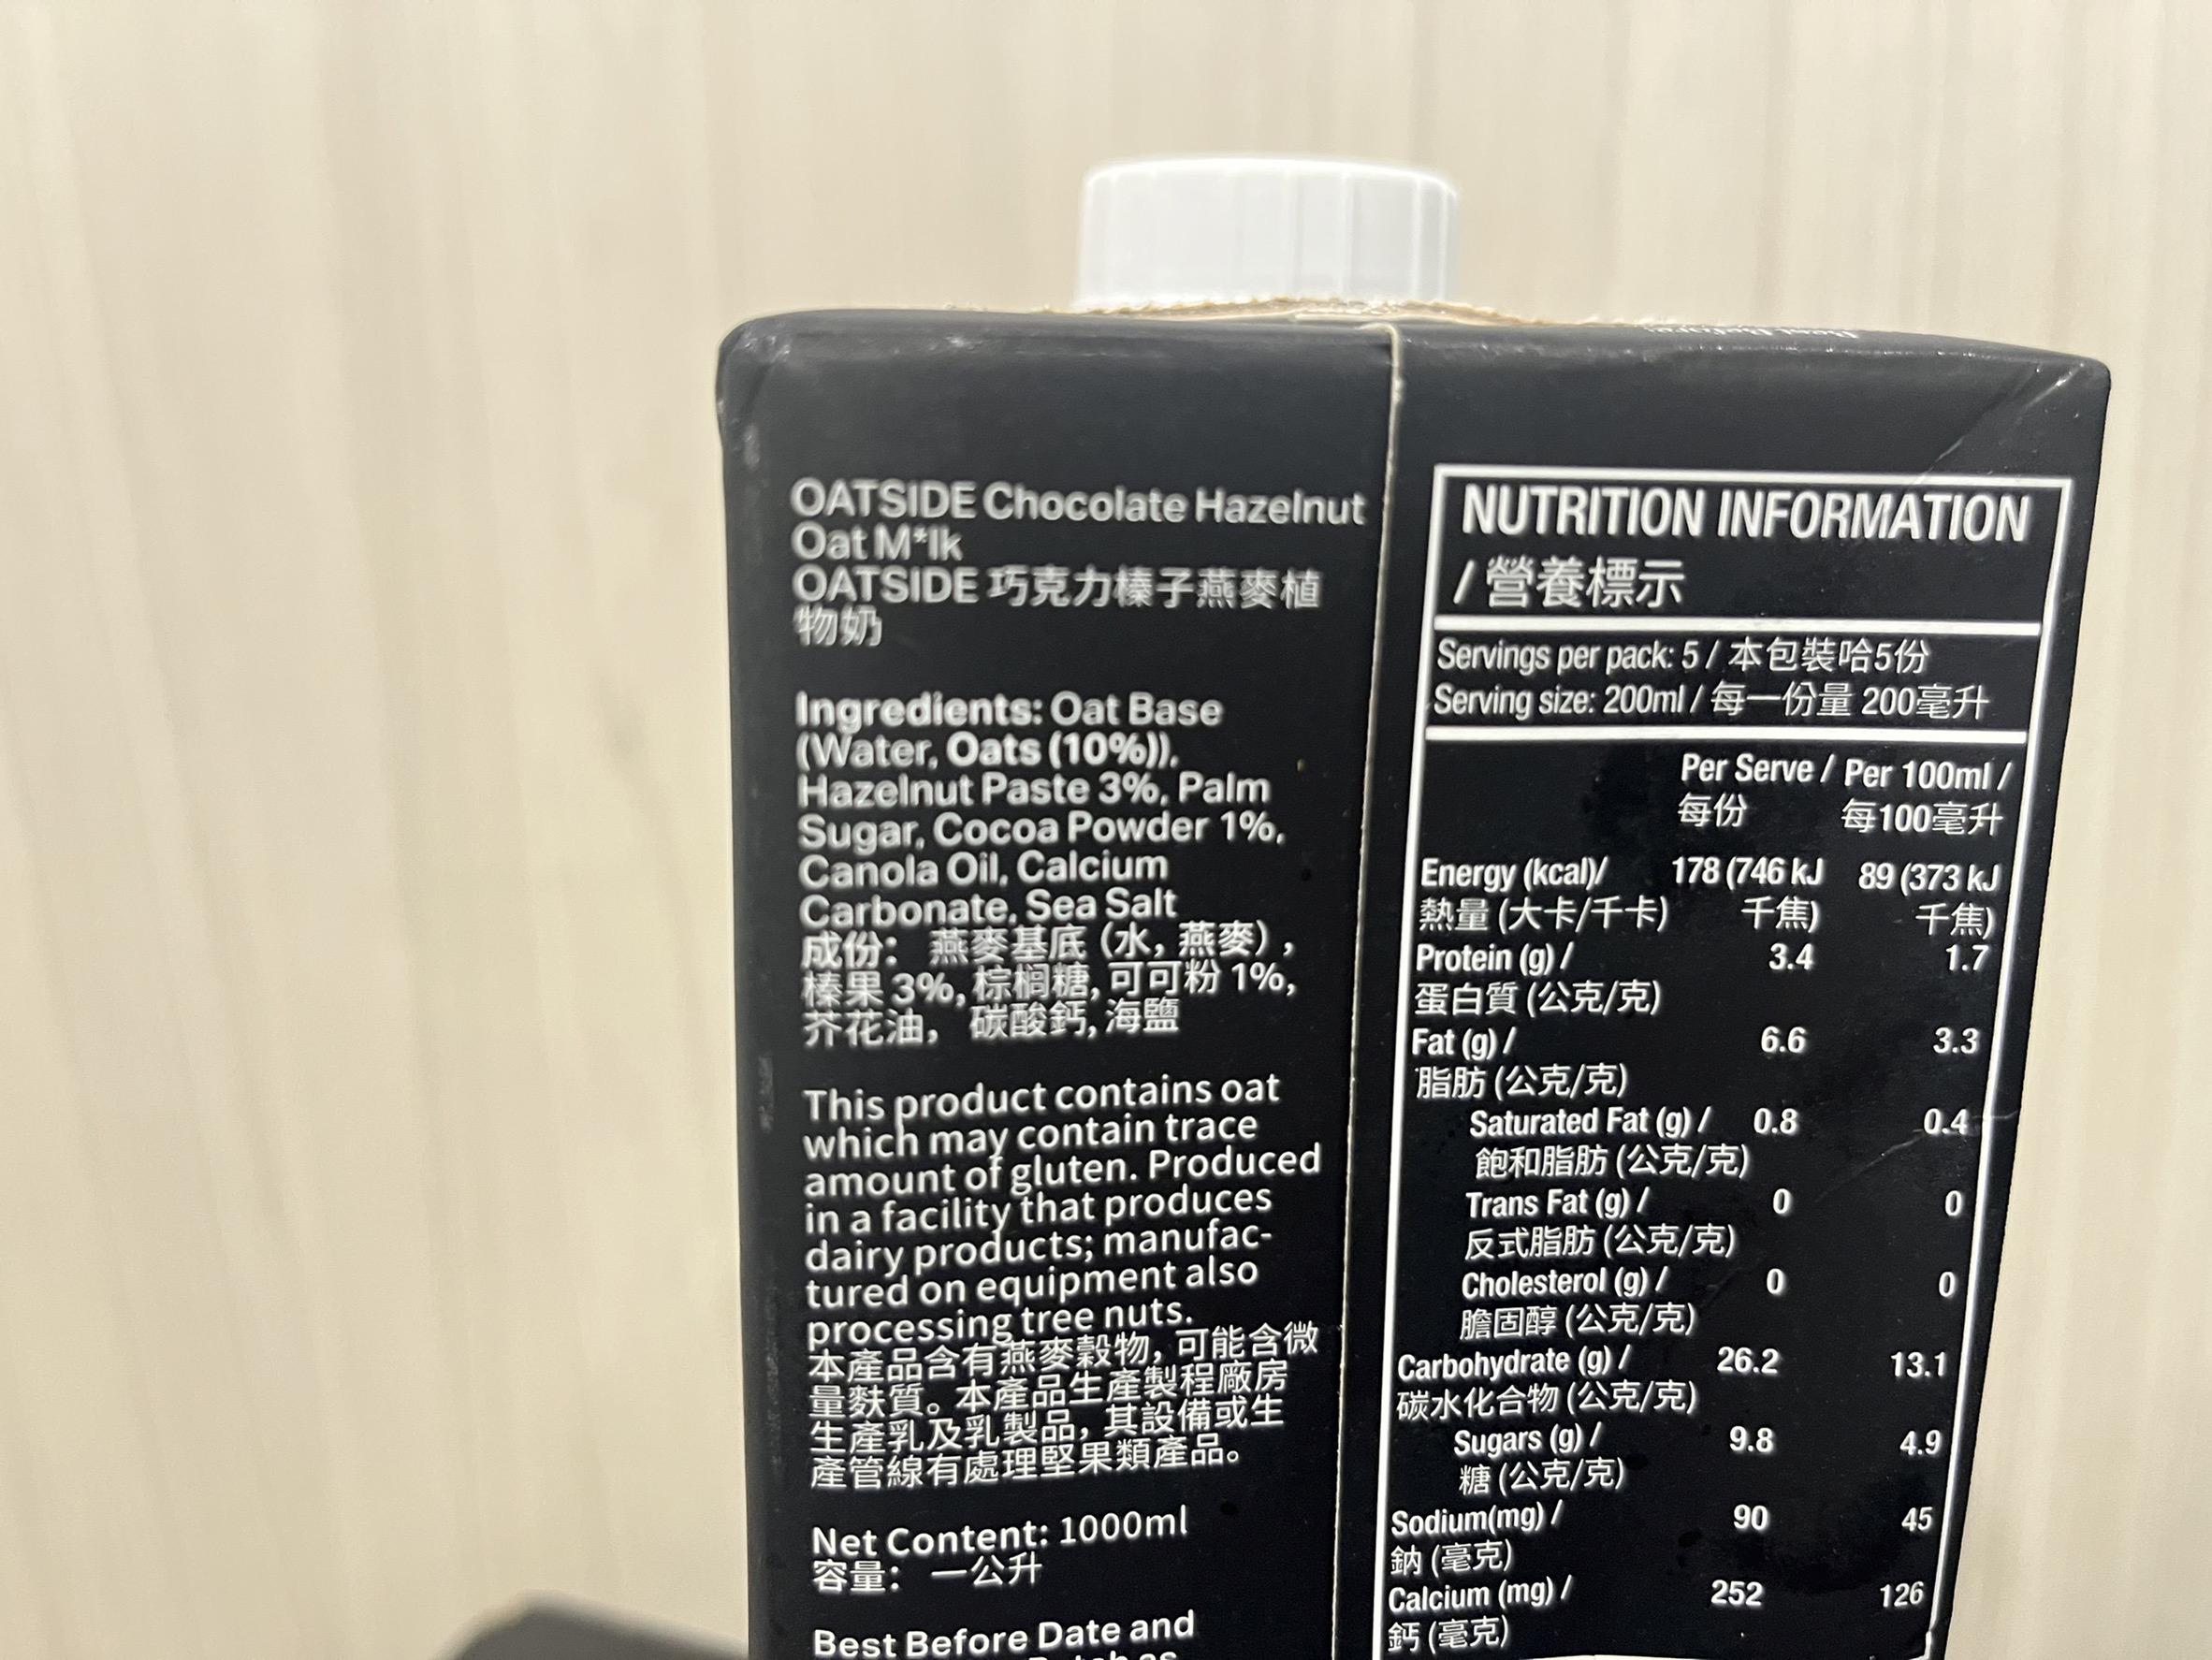 OATSIDE Chocolate Hazelnut
Oat M*lk
OATSIDE 巧克力榛子燕麥植
物奶
Ingredients: Oat Base
(Water, Oats (10%)),
Hazelnut Paste 3%, Palm
Sugar, Cocoa Powder 1%,
Canola Oil, Calcium
Carbonate, Sea Salt
成份： 燕麥基底（水，燕麥），
榛果 3%, 棕櫚糖, 可可粉 1%,
芥花油， 碳酸鈣, 海鹽
This product contains oat
which may contain trace
amount of gluten. Produced
in a facility that produces
dairy products; manufac-
tured on equipment also
processing tree nuts.
本產品含有燕麥穀物，可能含微
量麩質。本產品生產製程廠房
生產乳及乳製品，其設備或生
產管線有處理堅果類產品。
Net Content: 1000ml
容量： 一公升
Best Before Date and
NUTRITION INFORMATION
/ 營養標示
Servings per pack: 5 / 本包裝哈5份
Serving size: 200ml / 每一份量 200毫升
Per Serve / Per 100ml /
每份 每100毫升
Energy (kcal)/ 178 (746 kJ 89 (373 kJ
熱量 (大卡/千卡) 千焦) 千焦)
Protein (g) / 3.4 1.7
蛋白質 (公克/克)
Fat (g) / 6.6 3.3
脂肪 (公克/克)
Saturated Fat (g) / 0.8 0.4
飽和脂肪 (公克/克)
Trans Fat (g) / 0 0
反式脂肪 (公克/克)
Cholesterol (g) / 0 0
膽固醇 (公克/克)
Carbohydrate (g) / 26.2 13.1
碳水化合物 (公克/克)
Sugars (g) / 9.8 4.9
糖 (公克/克)
Sodium(mg) / 90 45
鈉 (毫克)
Calcium (mg) / 252 126
鈣 (毫克)